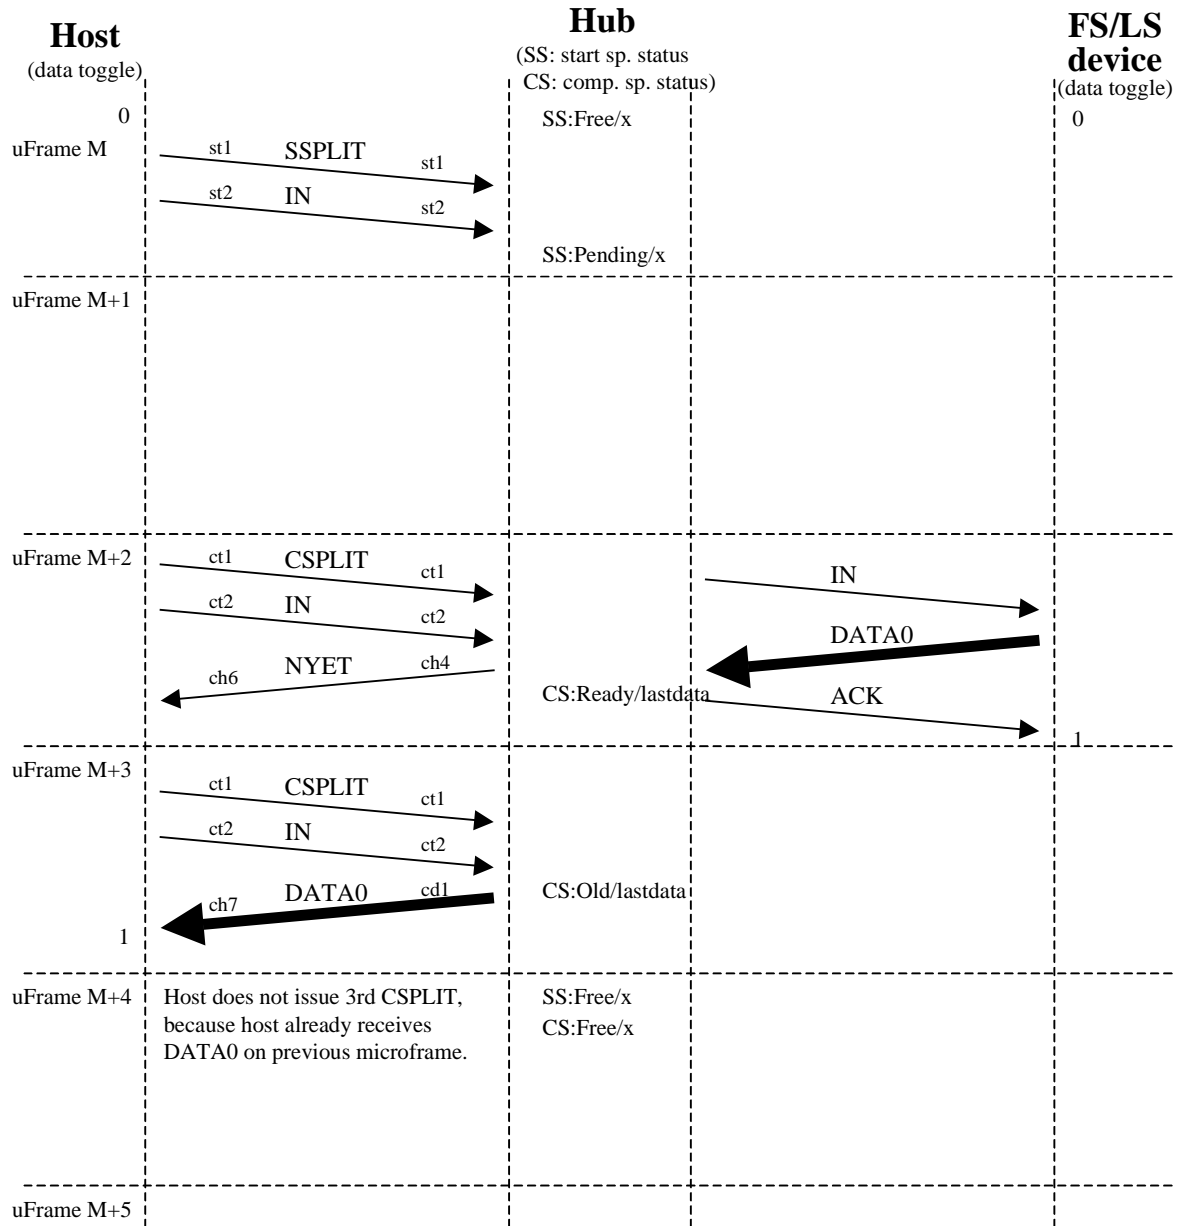 Host
(data toggle)
Hub
(SS: start sp. status
CS: comp. sp. status)
FS/LS
device
(data toggle)
0
SS:Free/x
0
uFrame M
st1
SSPLIT
st1
st2
IN
st2
SS:Pending/x
uFrame M+1
uFrame M+2
ct1
CSPLIT
ct1
IN
ct2
IN
ct2
DATA0
ch6
NYET
ch4
CS:Ready/lastdata
ACK
1
uFrame M+3
ct1
CSPLIT
ct1
ct2
IN
ct2
ch7
DATA0
cd1
CS:Old/lastdata
1
uFrame M+4
Host does not issue 3rd CSPLIT,
because host already receives
DATA0 on previous microframe.
SS:Free/x
CS:Free/x
uFrame M+5